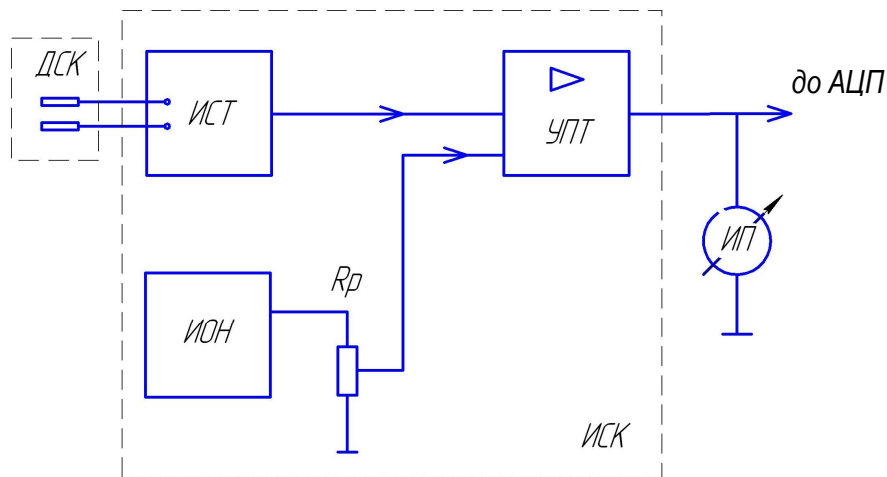 ДСК
ИСТ
УПТ
до АЦП
ИП
ИОН
Rp
ИСК